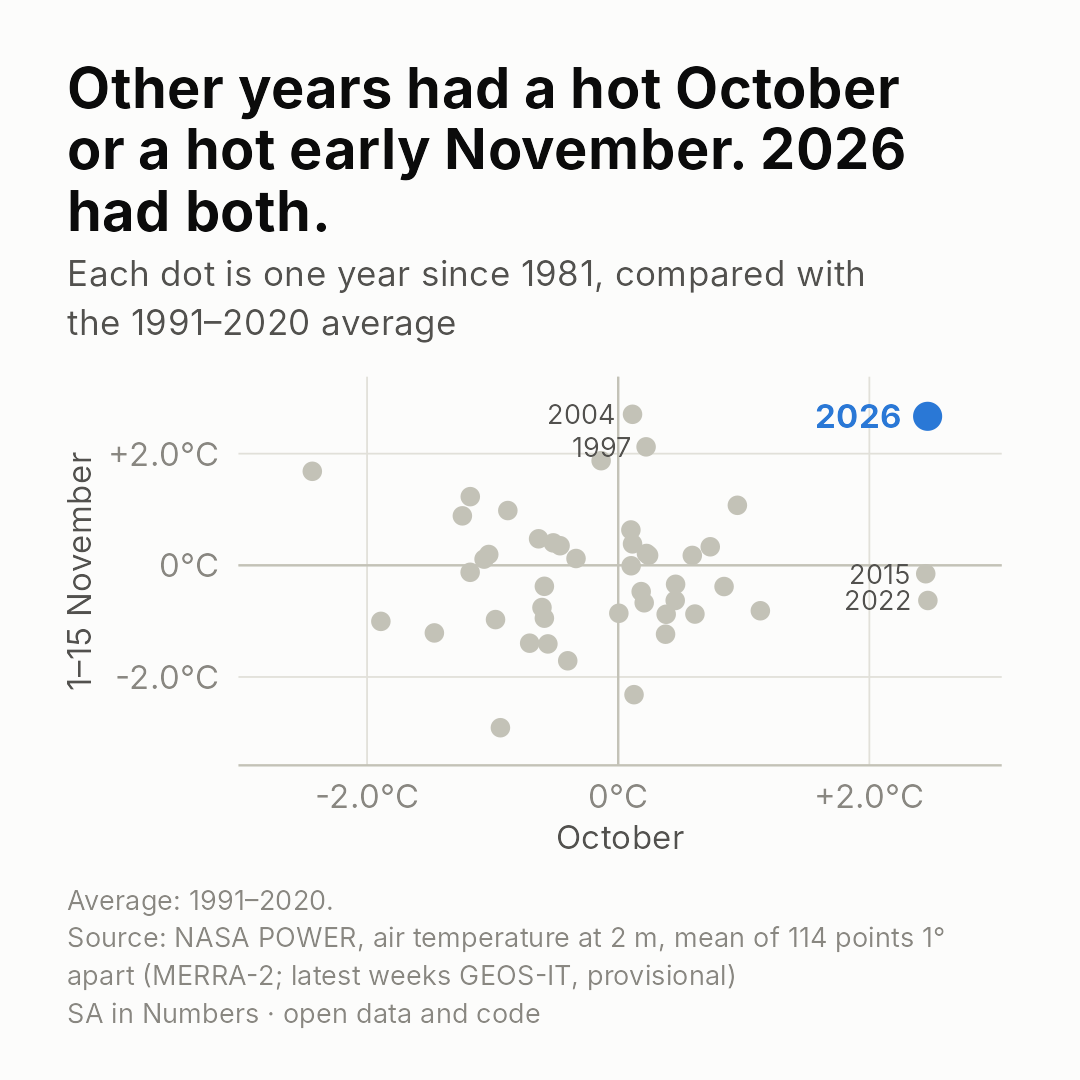 Other years had a hot October
or a hot early November. 2026
had both.
Each dot is one year since 1981, compared with
the 1991–2020 average
2004
2026
1997
+2.0°C
1–15 November
0°C
2015
2022
-2.0°C
-2.0°C
0°C
+2.0°C
October
Average: 1991–2020.
Source: NASA POWER, air temperature at 2 m, mean of 114 points 1°
apart (MERRA-2; latest weeks GEOS-IT, provisional)
SA in Numbers · open data and code